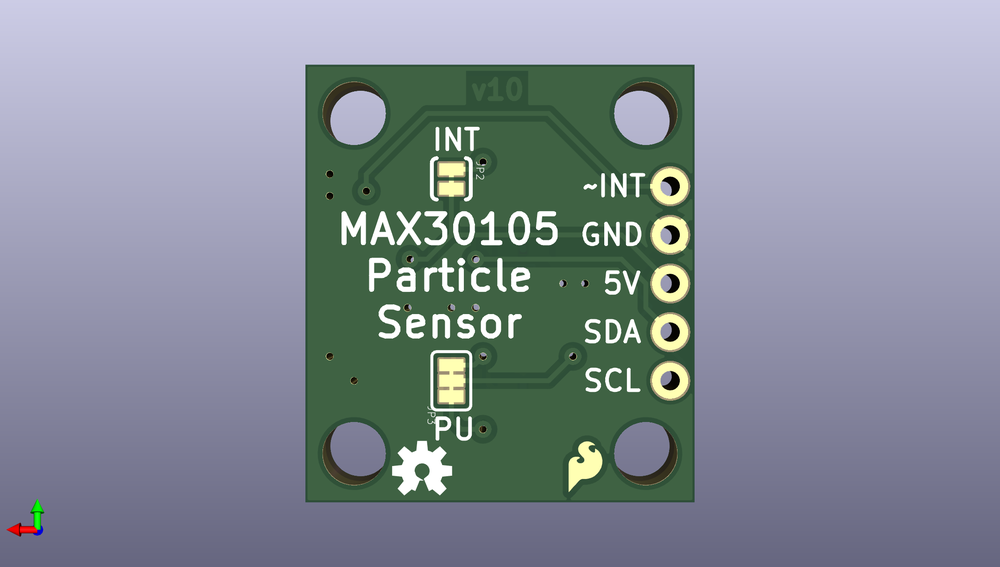 v10
INT
JP2
~INT
MAX30105
GND
Particle
5V
Sensor
SDA
SCL
JP3
PU